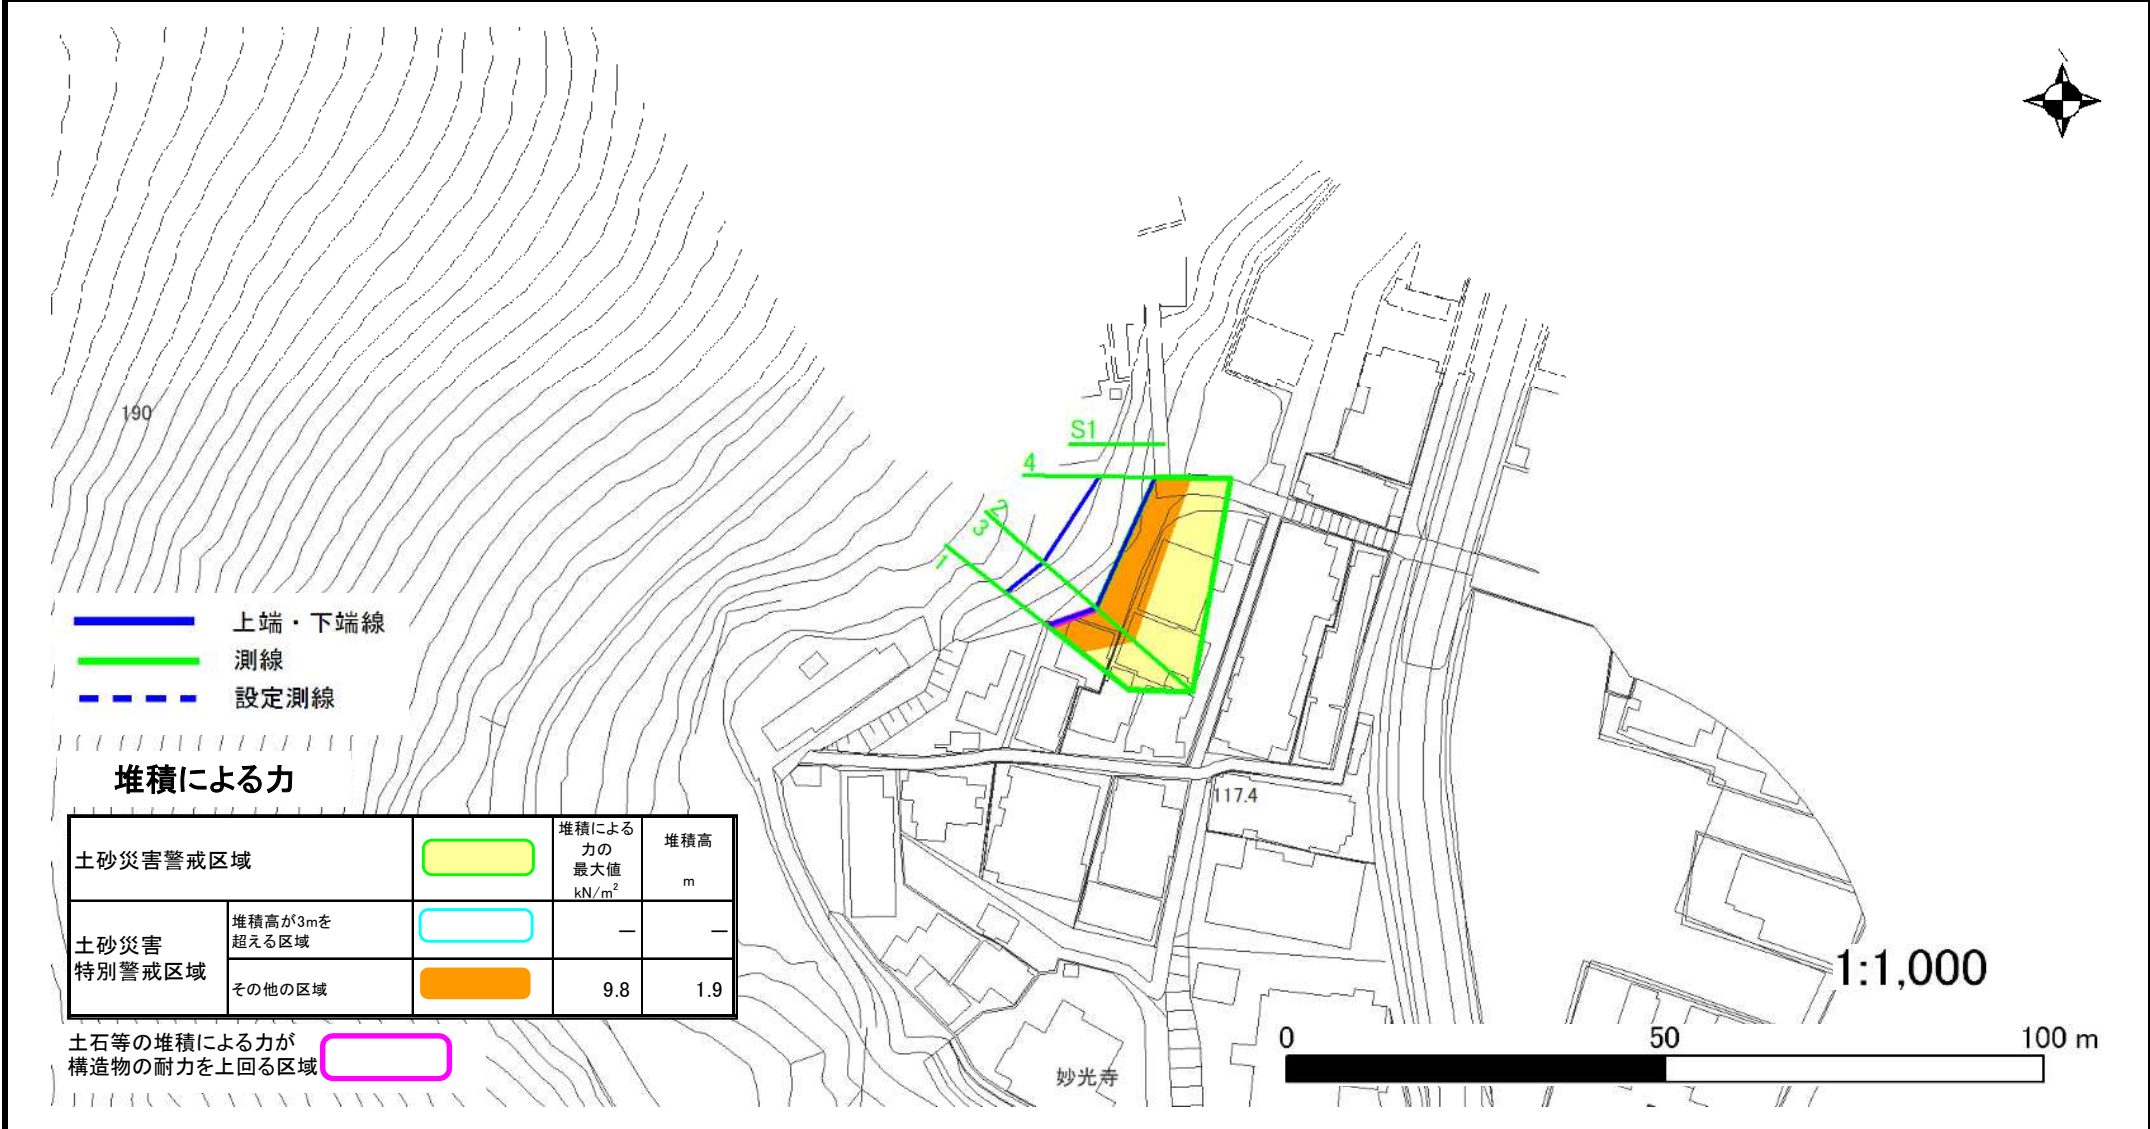 190
S1
4
2
3
1
上端・下端線
測線
設定測線
堆積による力
土砂災害警戒区域
堆積による
力の
最大値
kN/m²
堆積高
m
土砂災害
特別警戒区域
堆積高が3mを
超える区域
— —
その他の区域
9.8 1.9
土石等の堆積による力が
構造物の耐力を上回る区域
117.4
妙光寺
1:1,000
0 50 100 m